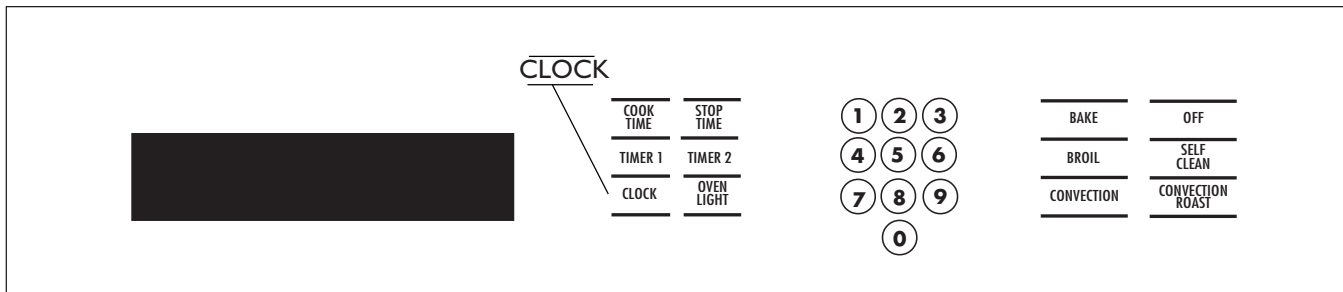 CLOCK
COOK
TIME
STOP
TIME
TIMER 1
TIMER 2
CLOCK
OVEN
LIGHT
1 2 3
4 5 6
7 8 9
0
BAKE
OFF
BROIL
SELF
CLEAN
CONVECTION
CONVECTION
ROAST